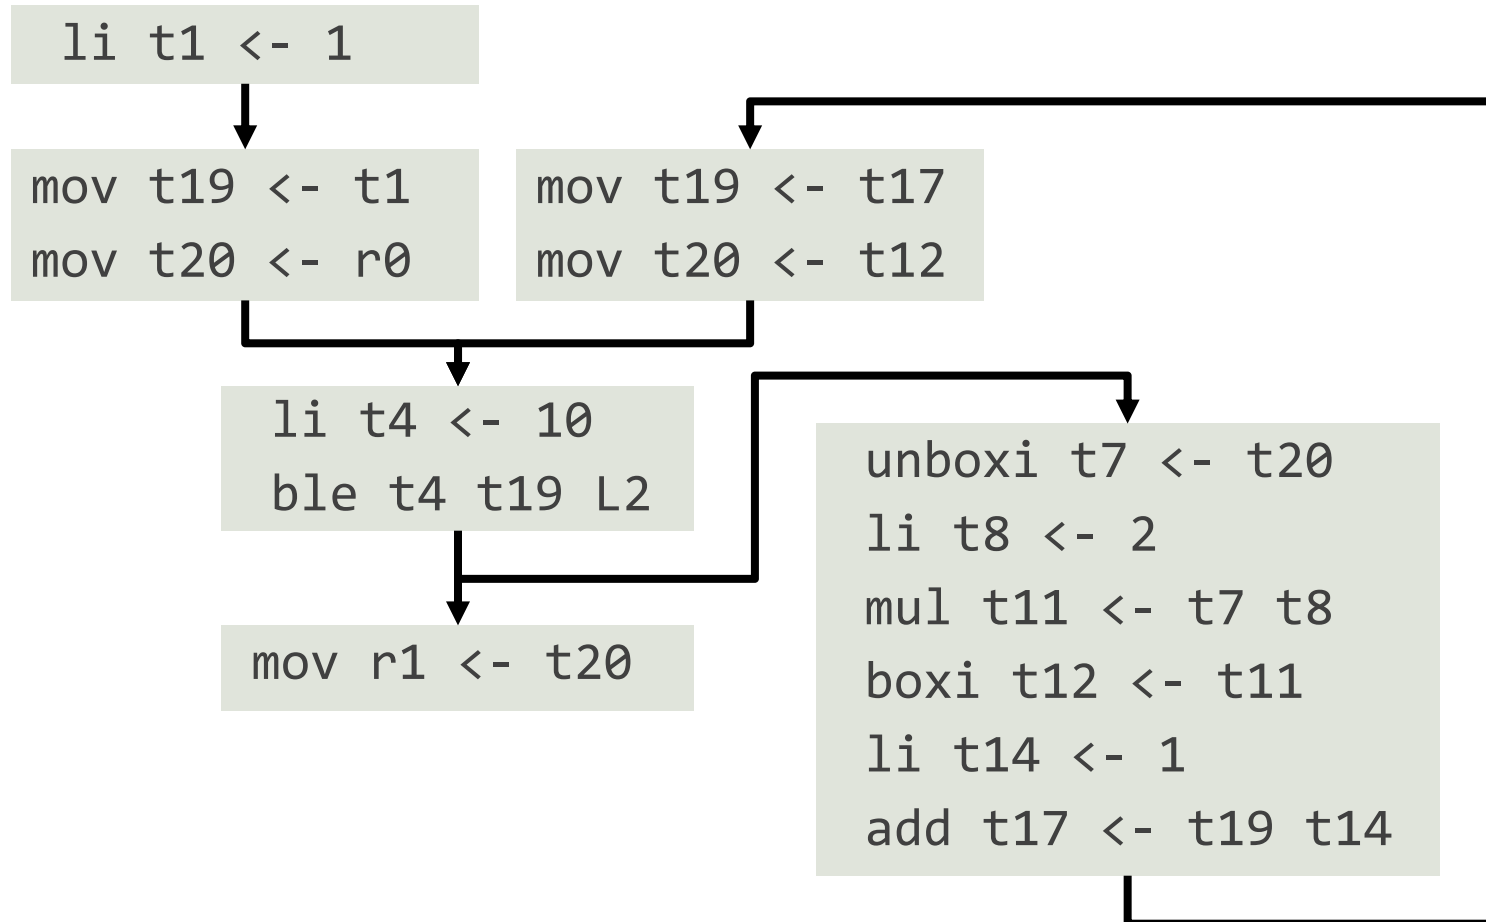 li t1 <- 1
mov t19 <- t1
mov t20 <- r0
mov t19 <- t17
mov t20 <- t12
li t4 <- 10
ble t4 t19 L2
mov r1 <- t20
unboxi t7 <- t20
li t8 <- 2
mul t11 <- t7 t8
boxi t12 <- t11
li t14 <- 1
add t17 <- t19 t14